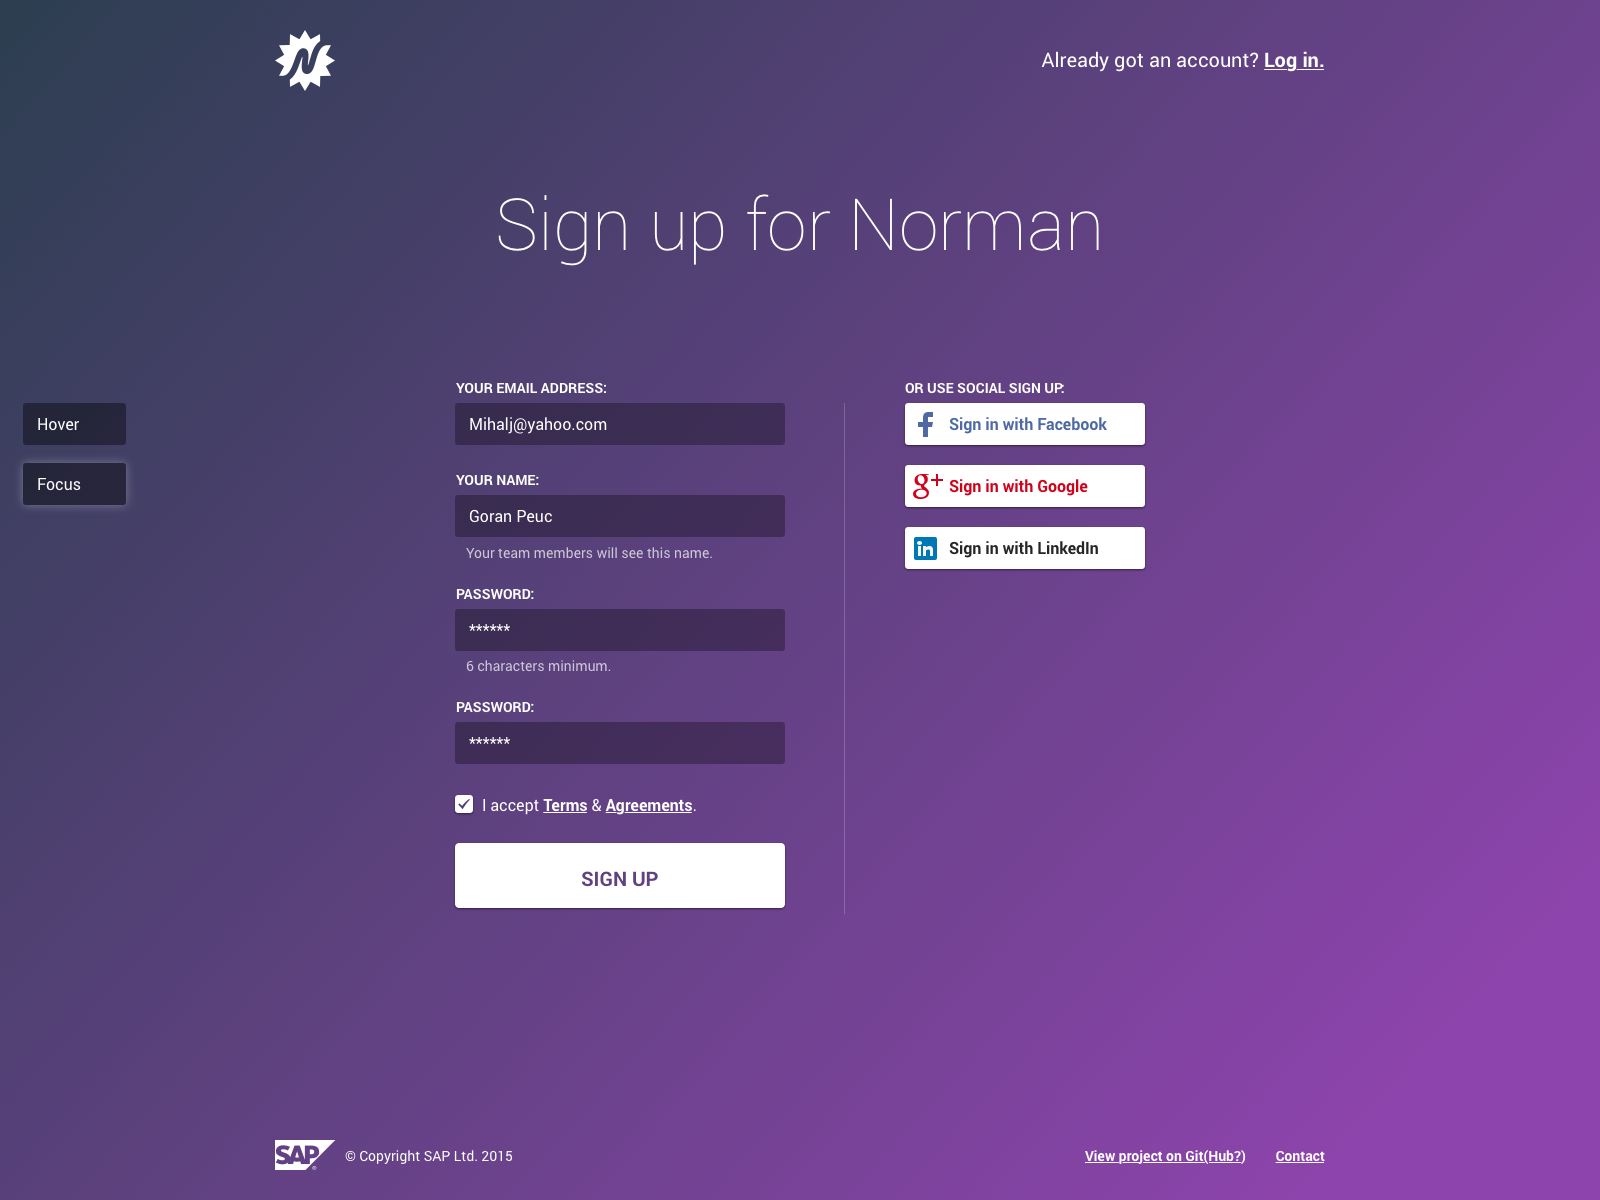 N
Already got an account? Log in.
Sign up for Norman
YOUR EMAIL ADDRESS:
Mihalj@yahoo.com
YOUR NAME:
Goran Peuc
Your team members will see this name.
PASSWORD:
******
6 characters minimum.
PASSWORD:
******
I accept Terms & Agreements.
SIGN UP
OR USE SOCIAL SIGN UP:
f Sign in with Facebook
g+ Sign in with Google
in Sign in with LinkedIn
Hover
Focus
SAP® © Copyright SAP Ltd. 2015
View project on Git(Hub?) Contact